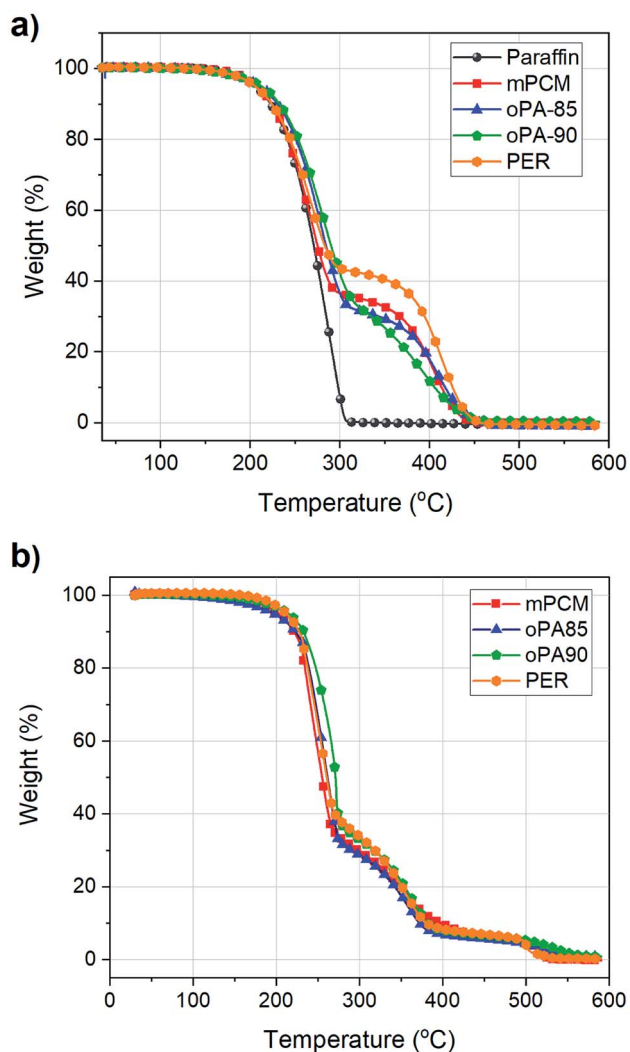 a)
100
80
60
40
20
0
Weight (%)
Paraffin
mPCM
oPA-85
oPA-90
PER
100 200 300 400 500 600
Temperature (°C)
b)
100
80
60
40
20
0
Weight (%)
mPCM
oPA85
oPA90
PER
0 100 200 300 400 500 600
Temperature (°C)